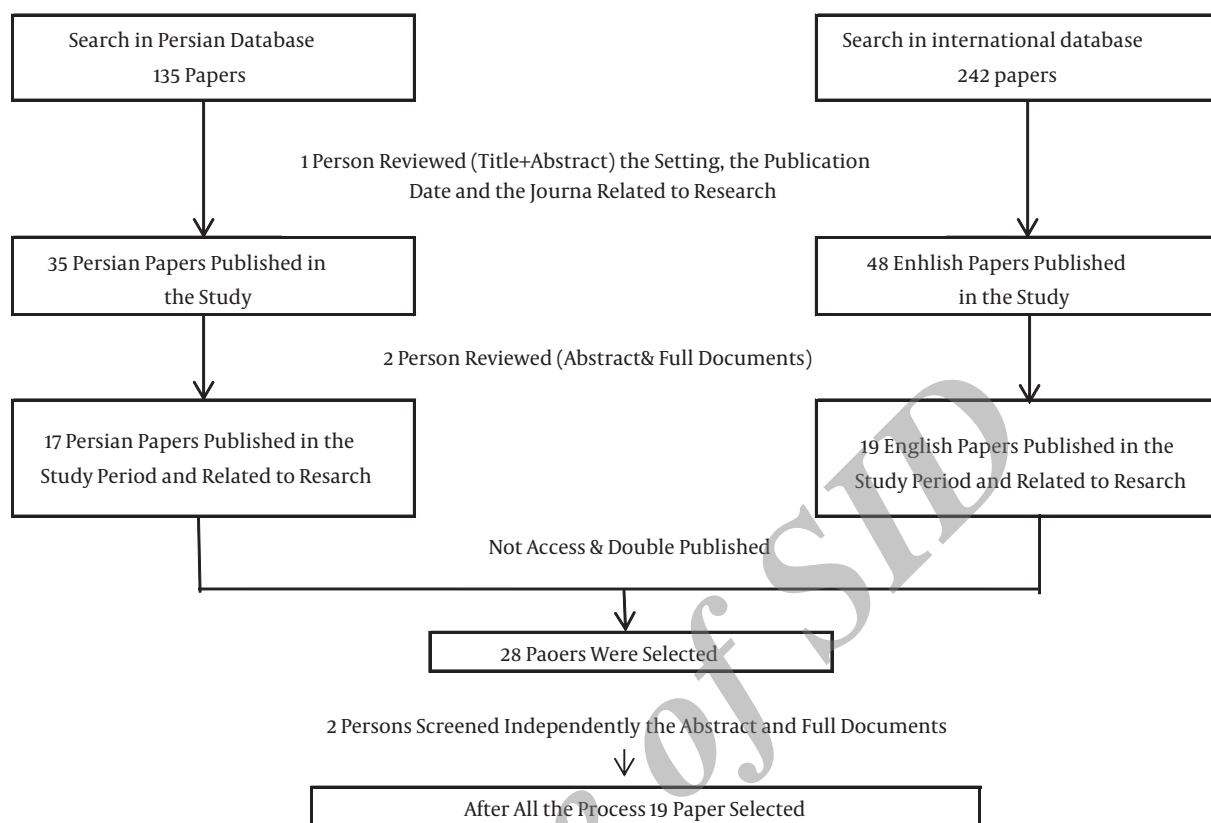 Search in Persian Database
135 Papers
Search in international database
242 papers
1 Person Reviewed (Title+Abstract) the Setting, the Publication
Date and the Journa Related to Research
35 Persian Papers Published in
the Study
48 Enhlish Papers Published
in the Study
2 Person Reviewed (Abstract& Full Documents)
17 Persian Papers Published in the
Study Period and Related to Resarch
19 English Papers Published in the
Study Period and Related to Resarch
Not Access & Double Published
28 Paoers Were Selected
2 Persons Screened Independently the Abstract and Full Documents
After All the Process 19 Paper Selected
of SID